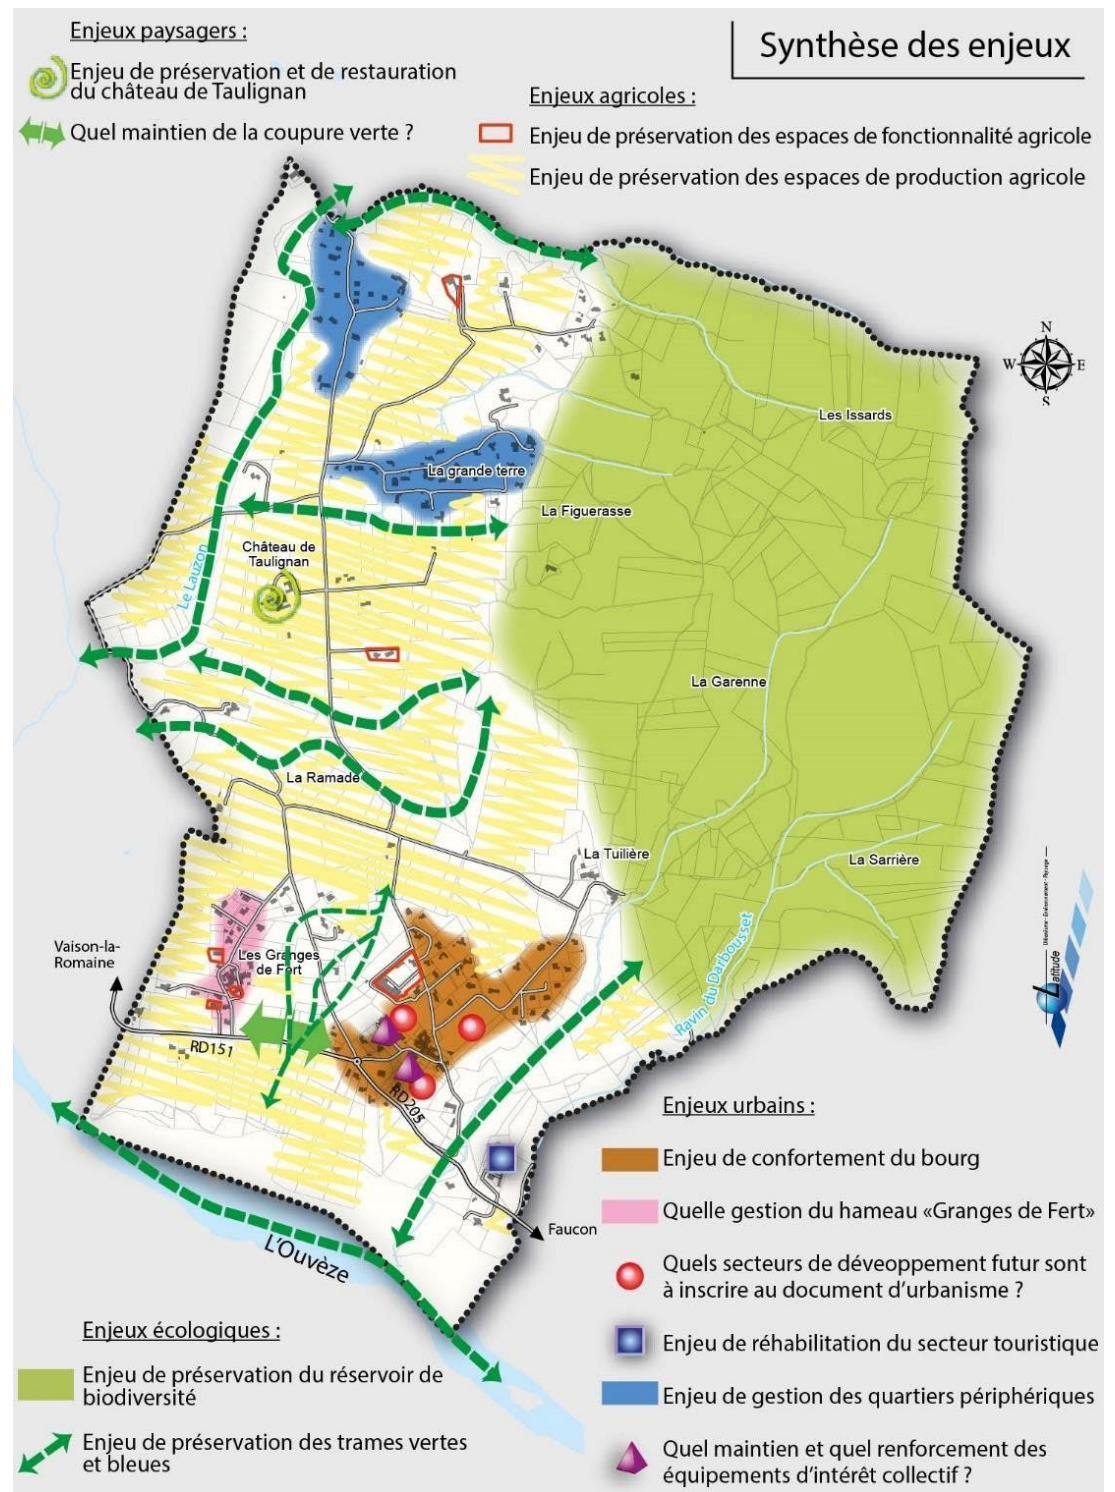 Synthèse des enjeux
Enjeux paysagers :
Enjeu de préservation et de restauration
du château de Taulignan
Quel maintien de la coupure verte ?
Enjeux agricoles :
Enjeu de préservation des espaces de fonctionnalité agricole
Enjeu de préservation des espaces de production agricole
N
W
E
S
Les Issards
La grande terre
La Figuerasse
Château de
Taulignan
Le Lauzon
La Garenne
La Ramade
La Tuilière
La Sarrière
Ravin du Darbousset
Vaison-la-
Romaine
Les Granges
de Fert
RD151
RD205
Faucon
L'Ouvèze
Latitude
Urbanisme - Environnement - Paysage
Enjeux urbains :
Enjeu de confortement du bourg
Quelle gestion du hameau «Granges de Fert»
Quels secteurs de déveoppement futur sont
à inscrire au document d'urbanisme ?
Enjeu de réhabilitation du secteur touristique
Enjeu de gestion des quartiers périphériques
Quel maintien et quel renforcement des
équipements d'intérêt collectif ?
Enjeux écologiques :
Enjeu de préservation du réservoir de
biodiversité
Enjeu de préservation des trames vertes
et bleues